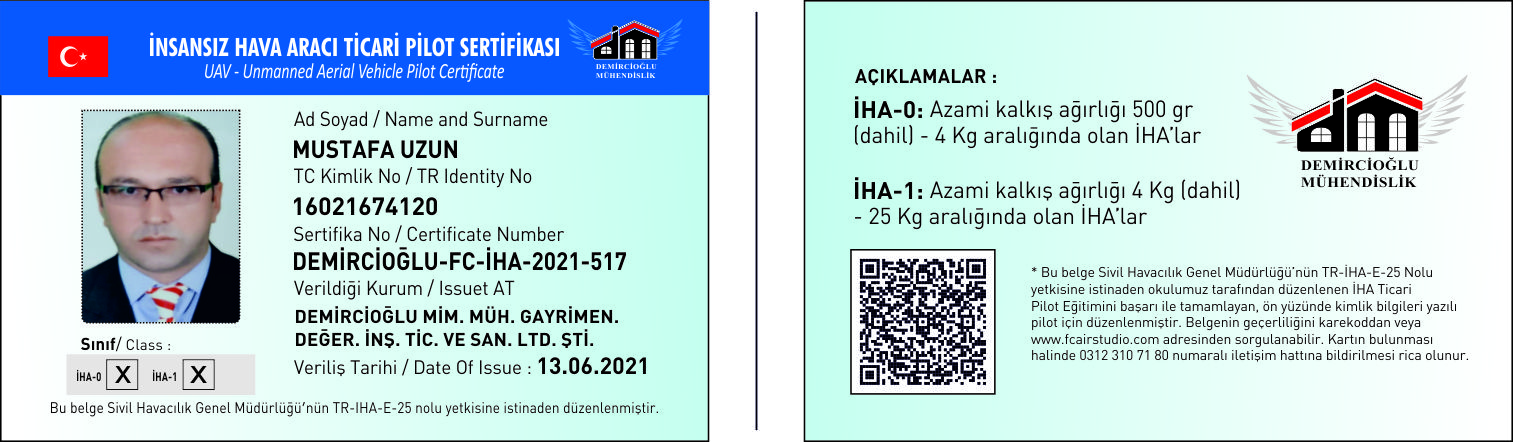 İNSANSIZ HAVA ARACI TİCARİ PİLOT SERTİFİKASI
UAV - Unmanned Aerial Vehicle Pilot Certificate
DEMİRCİOĞLU
MÜHENDİSLİK
Ad Soyad / Name and Surname
MUSTAFA UZUN
TC Kimlik No / TR Identity No
16021674120
Sertifika No / Certificate Number
DEMİRCİOĞLU-FC-İHA-2021-517
Verildiği Kurum / Issuet AT
DEMİRCİOĞLU MİM. MÜH. GAYRİMEN.
DEĞER. İNŞ. TİC. VE SAN. LTD. ŞTİ.
Veriliş Tarihi / Date Of Issue : 13.06.2021
Sınıf/ Class :
İHA-0 X İHA-1 X
Bu belge Sivil Havacılık Genel Müdürlüğü'nün TR-IHA-E-25 nolu yetkisine istinaden düzenlenmiştir.
AÇIKLAMALAR :
İHA-0: Azami kalkış ağırlığı 500 gr
(dahil) - 4 Kg aralığında olan İHA'lar
İHA-1: Azami kalkış ağırlığı 4 Kg (dahil)
- 25 Kg aralığında olan İHA'lar
DEMİRCİOĞLU
MÜHENDİSLİK
* Bu belge Sivil Havacılık Genel Müdürlüğü'nün TR-İHA-E-25 Nolu
yetkisine istinaden okulumuz tarafından düzenlenen İHA Ticari
Pilot Eğitimini başarı ile tamamlayan, ön yüzünde kimlik bilgileri yazılı
pilot için düzenlenmiştir. Belgenin geçerliliğini karekoddan veya
www.fcairstudio.com adresinden sorgulanabilir. Kartın bulunması
halinde 0312 310 71 80 numaralı iletişim hattına bildirilmesi rica olunur.